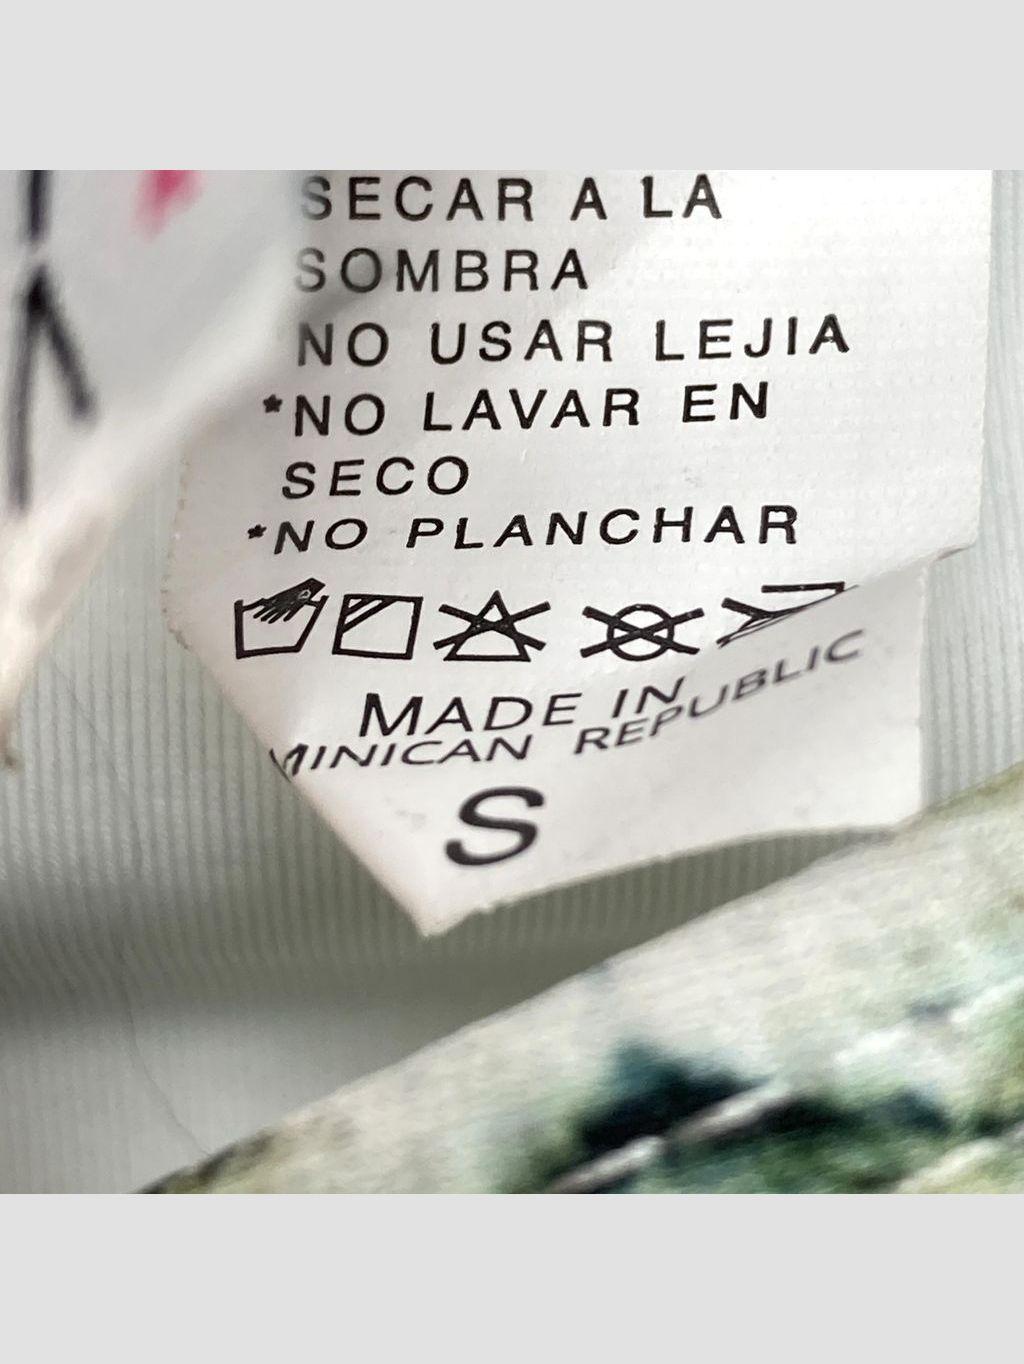 SECAR A LA
SOMBRA
NO USAR LEJIA
*NO LAVAR EN
SECO
*NO PLANCHAR
MADE IN
MINICAN REPUBLIC
S